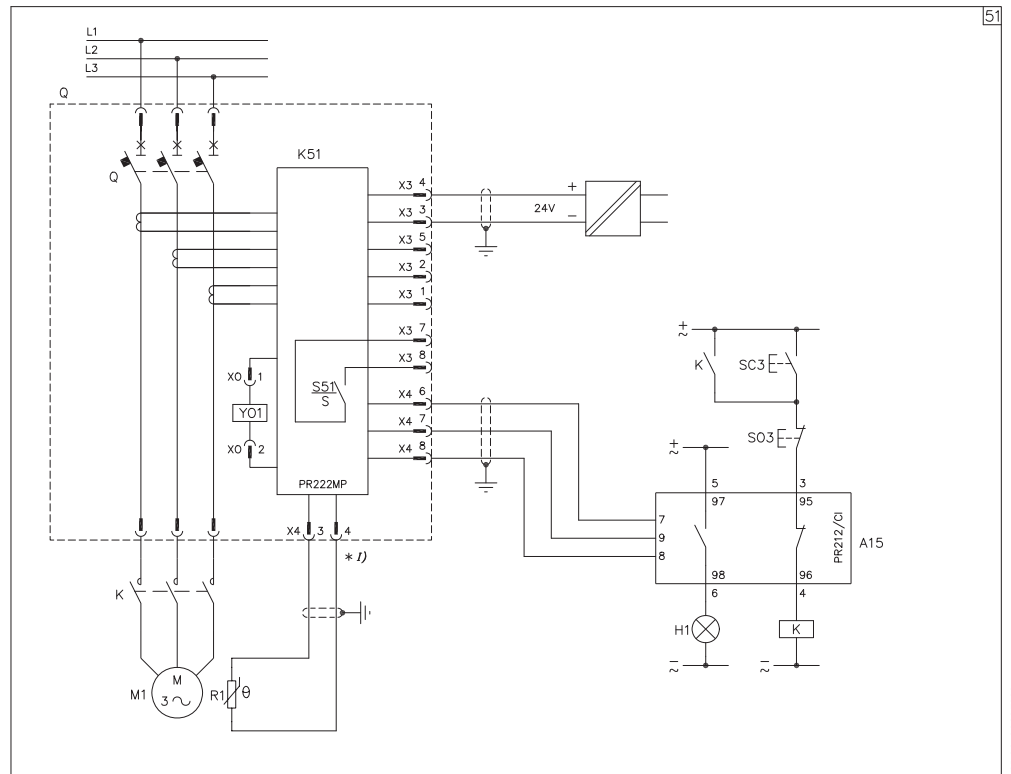 51
L1
L2
L3
Q
Q
K51
X3 4
X3 3
X3 5
X3 2
X3 1
X3 7
X3 8
X4 6
X4 7
X4 8
+
24V
−
S51
S
X0 1
YO1
X0 2
PR222MP
X4 3 4
* I)
K
M1
M
3
R1 θ
K
SC3
SO3
5 3
97 95
7
9
8
PR212/CI
A15
98 96
6 4
H1
K